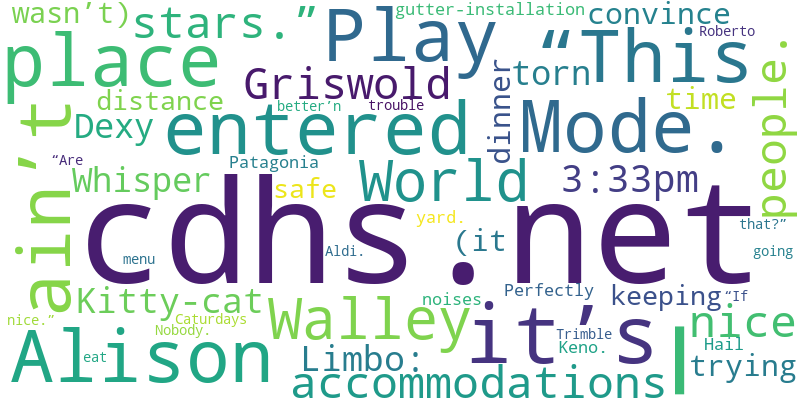 wasn’t)
stars.”
Play
gutter-installation
convince
Roberto
place
Griswold
dinner
torn
“This
people.
distance
better’n
trouble
time
ain’t
Dexy
entered
Mode.
“Are
Whisper
Patagonia
safe
World
3:33pm
cdhs.net
yard.
(it
that?”
menu
Aldi.
going
Kitty-cat
Walley
noises
Perfectly
keeping
“If
it’s
nice
nice.”
Caturdays
Nobody.
Alison
eat
Limbo:
accommodations
Trimble
Keno.
|
Hail
trying